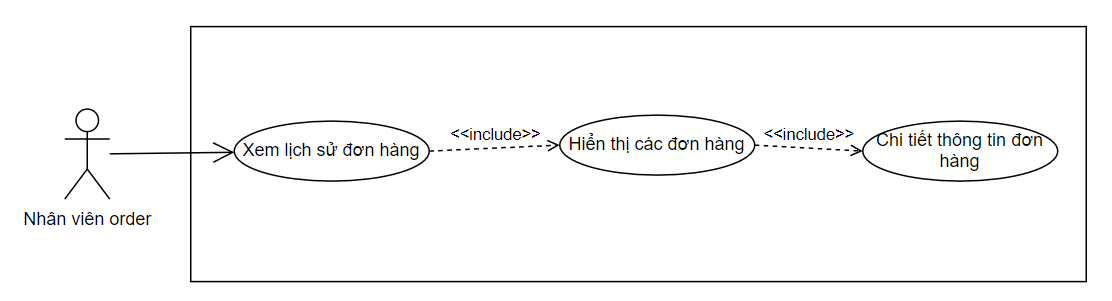 <<include>>
<<include>>
Xem lịch sử đơn hàng
Hiển thị các đơn hàng
Chi tiết thông tin đơn
hàng
Nhân viên order